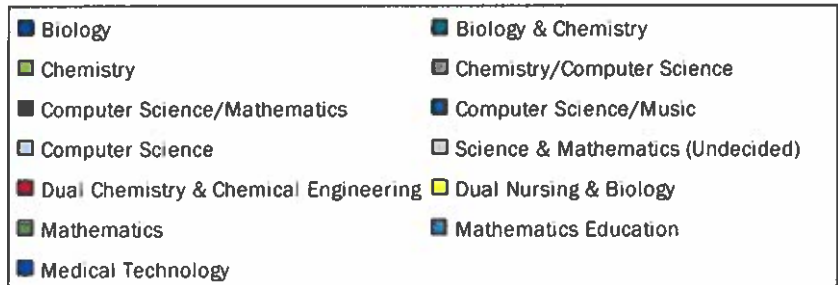 Biology Biology & Chemistry
Chemistry Chemistry/Computer Science
Computer Science/Mathematics Computer Science/Music
Computer Science Science & Mathematics (Undecided)
Dual Chemistry & Chemical Engineering Dual Nursing & Biology
Mathematics Mathematics Education
Medical Technology